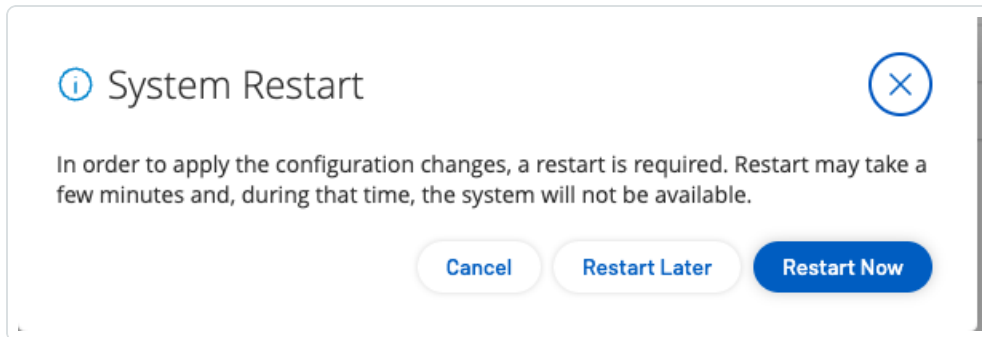 System Restart
In order to apply the configuration changes, a restart is required. Restart may take a
few minutes and, during that time, the system will not be available.
Cancel Restart Later Restart Now